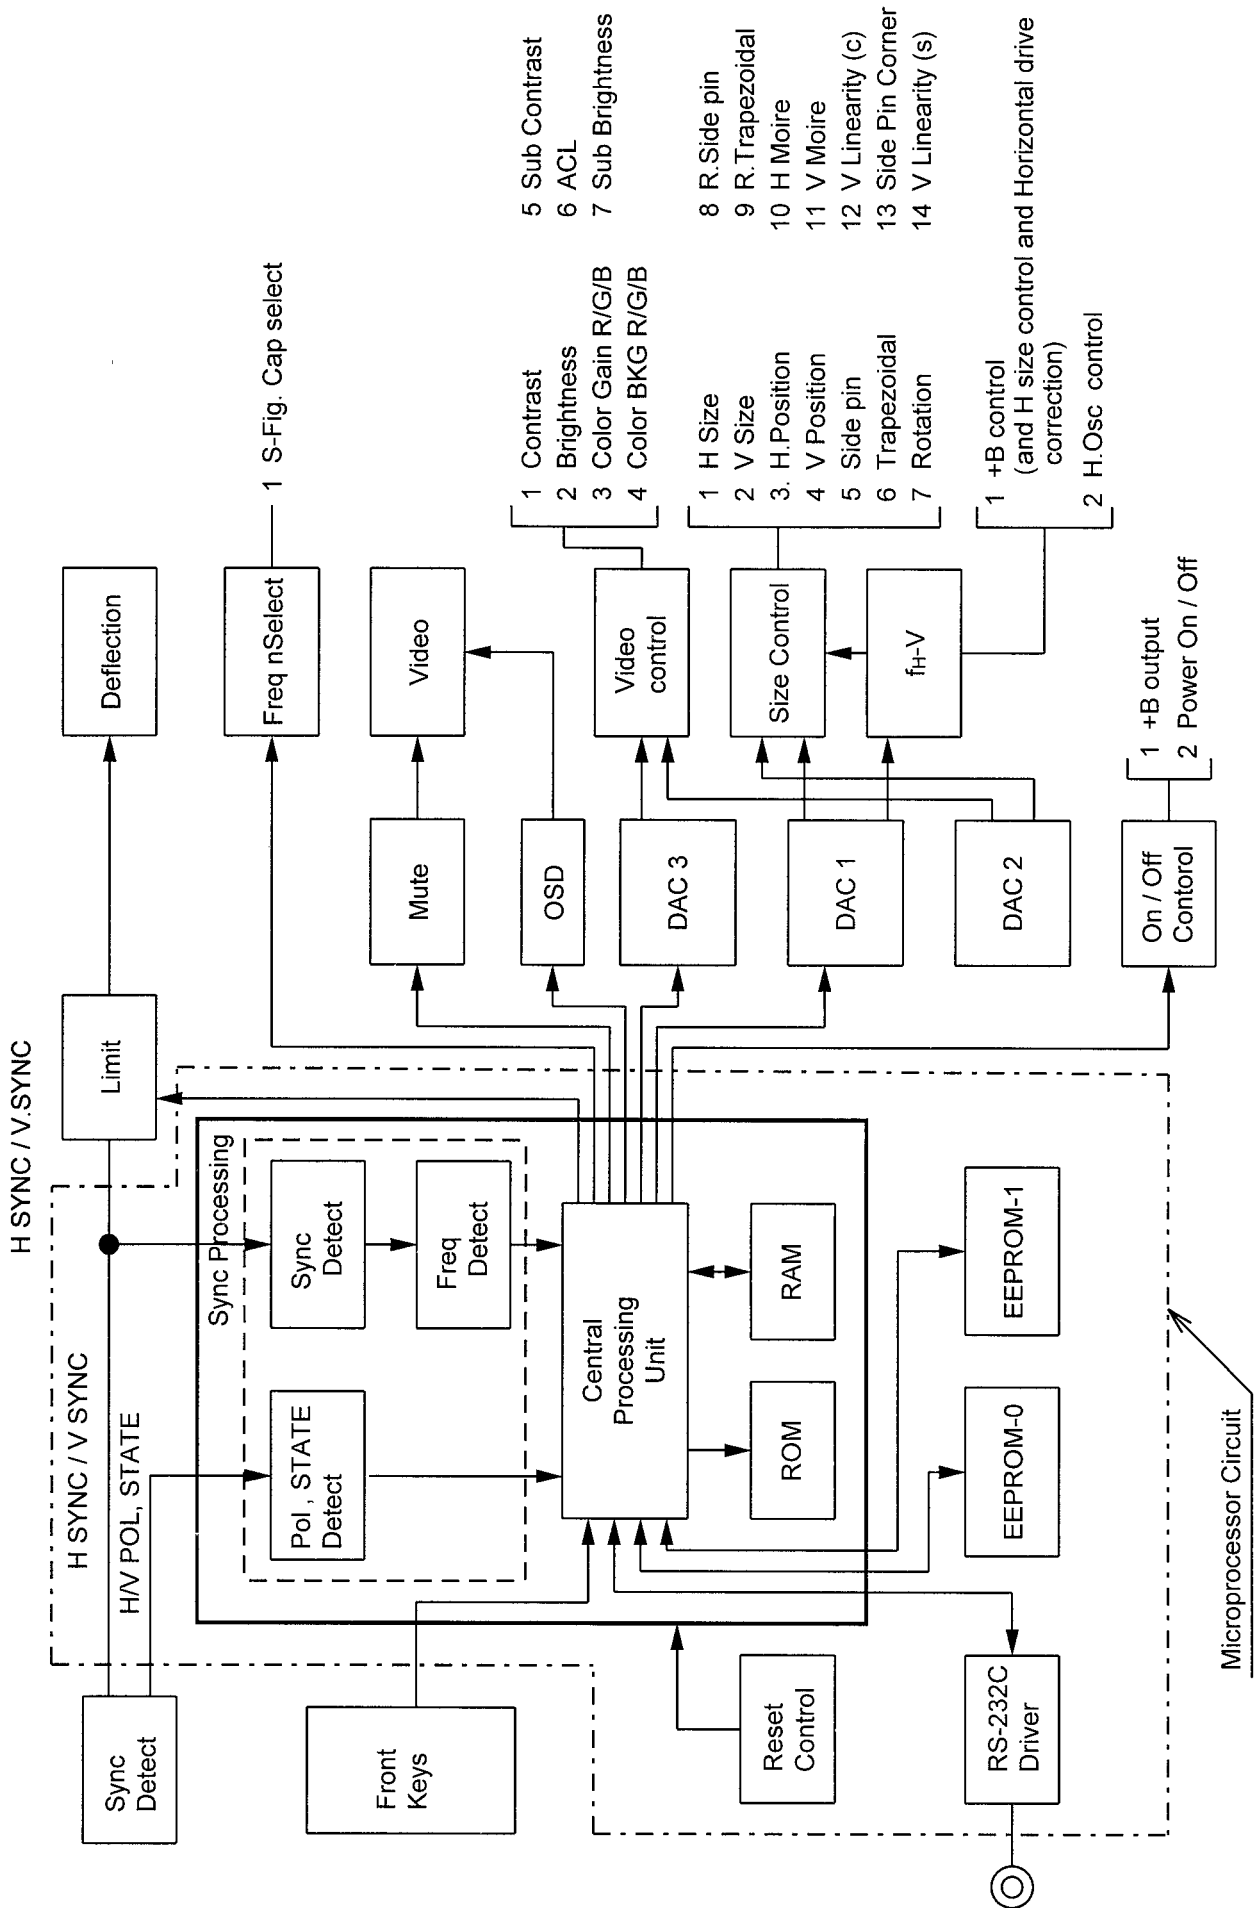 H SYNC / V.SYNC
H SYNC / V SYNC
H/V POL, STATE
Sync
Detect
Limit
Deflection
Sync Processing
Pol , STATE
Detect
Sync
Detect
Freq
Detect
Freq nSelect
1 S-Fig. Cap select
Front
Keys
Mute
Video
OSD
Central
Processing
Unit
DAC 3
Video
control
1 Contrast
2 Brightness
3 Color Gain R/G/B
4 Color BKG R/G/B
5 Sub Contrast
6 ACL
7 Sub Brightness
Reset
Control
ROM
RAM
DAC 1
Size Control
1 H Size
2 V Size
3. H.Position
4 V Position
5 Side pin
6 Trapezoidal
7 Rotation
8 R.Side pin
9 R.Trapezoidal
10 H Moire
11 V Moire
12 V Linearity (c)
13 Side Pin Corner
14 V Linearity (s)
fH-V
1 +B control
(and H size control and Horizontal drive
correction)
2 H.Osc control
RS-232C
Driver
EEPROM-0
EEPROM-1
DAC 2
On / Off
Contorol
1 +B output
2 Power On / Off
Microprocessor Circuit